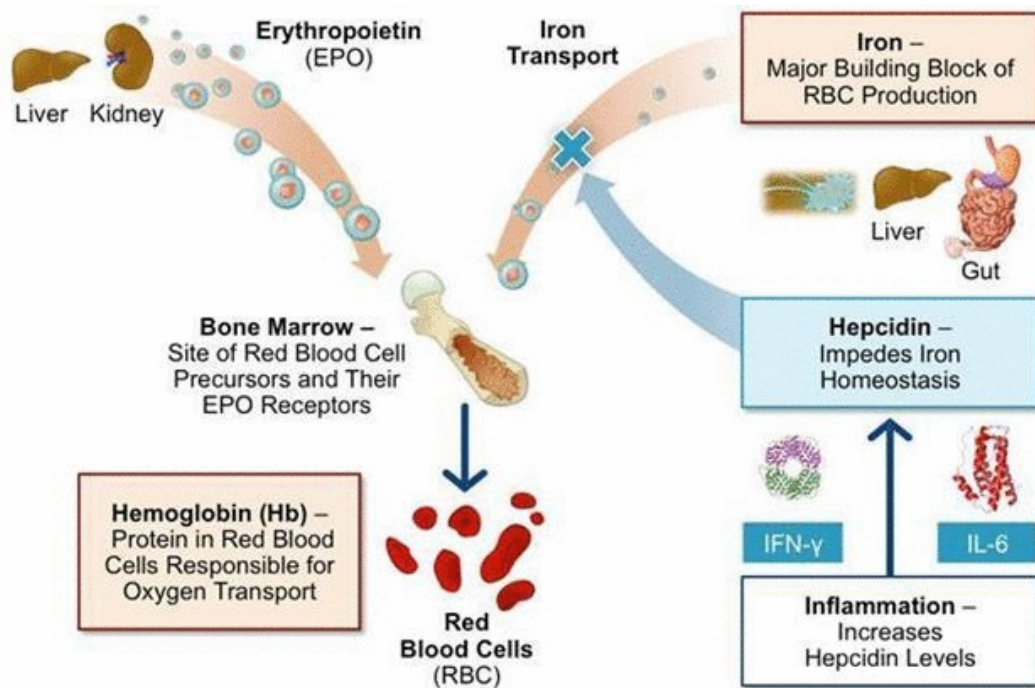 Erythropoietin
(EPO)
Iron
Transport
Iron –
Major Building Block of
RBC Production
Liver
Kidney
Liver
Gut
Bone Marrow –
Site of Red Blood Cell
Precursors and Their
EPO Receptors
Hepcidin –
Impedes Iron
Homeostasis
Hemoglobin (Hb) –
Protein in Red Blood
Cells Responsible for
Oxygen Transport
IFN-γ
IL-6
Red
Blood Cells
(RBC)
Inflammation –
Increases
Hepcidin Levels